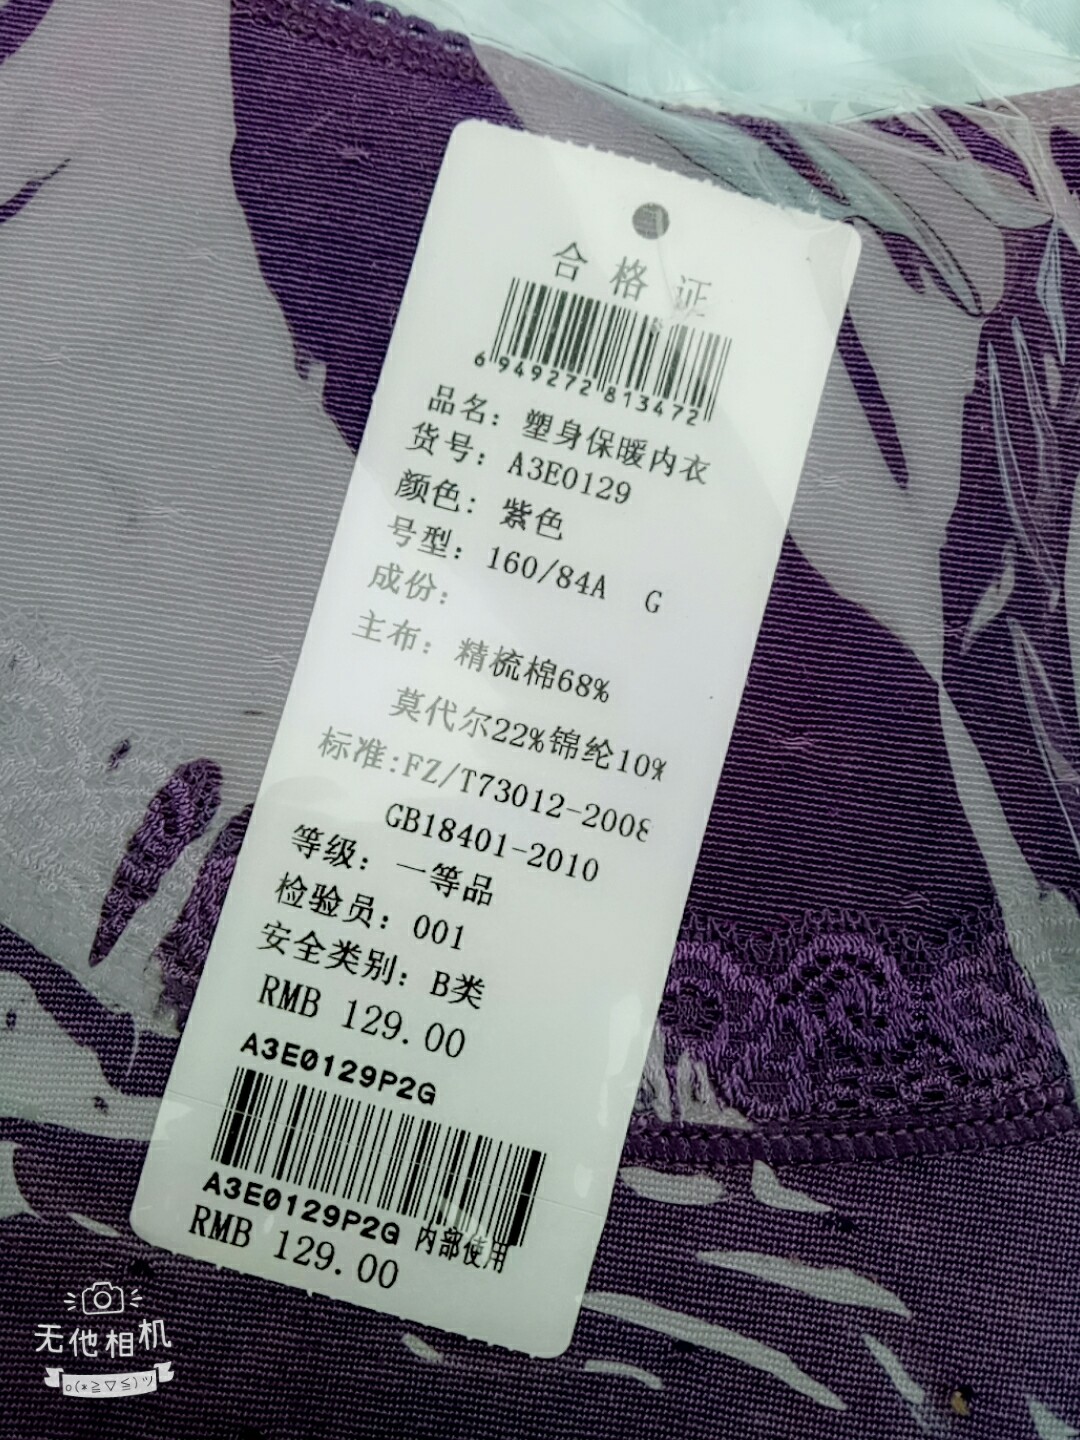 合格证
6 949272 813472
品名：塑身保暖内衣
货号：A3E0129
颜色：紫色
号型：160/84A G
成份：
主布：精梳棉68%
莫代尔22%锦纶10%
标准:FZ/T73012-2008
GB18401-2010
等级：一等品
检验员：001
安全类别：B类
RMB 129.00
A3E0129P2G
A3E0129P2G 内部使用
RMB 129.00
无他相机
o(*≧▽≦)ツ